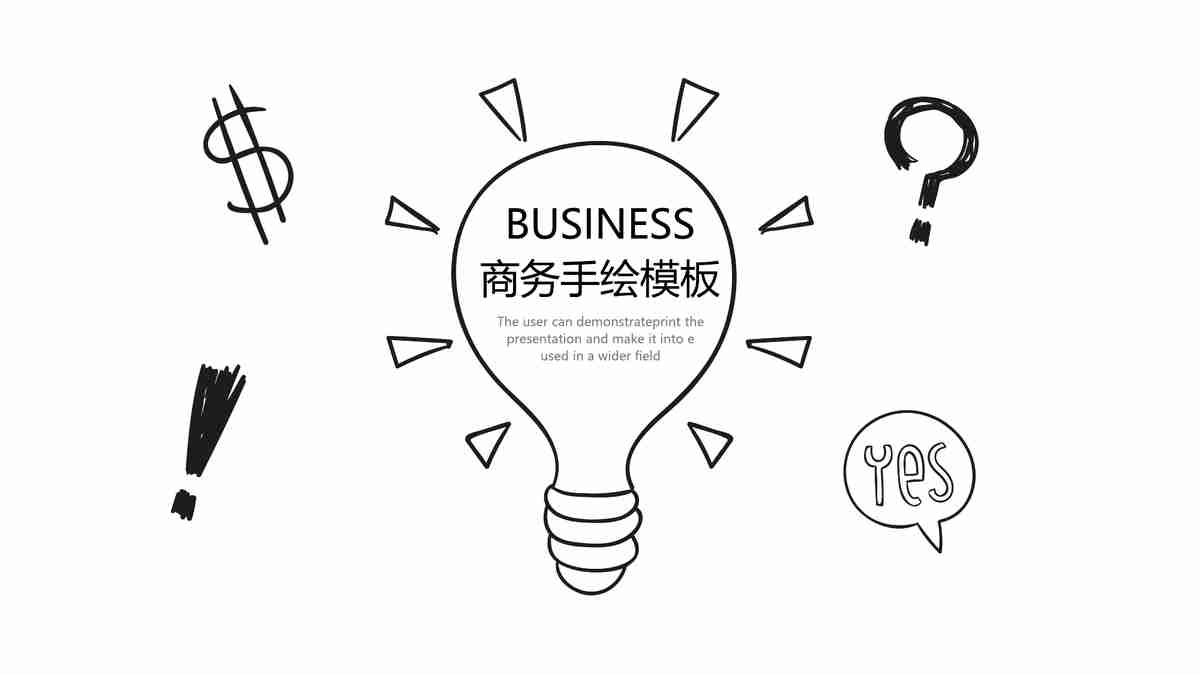 $
?
BUSINESS
商务手绘模板
The user can demonstrateprint the
presentation and make it into e
used in a wider field
!
Yes